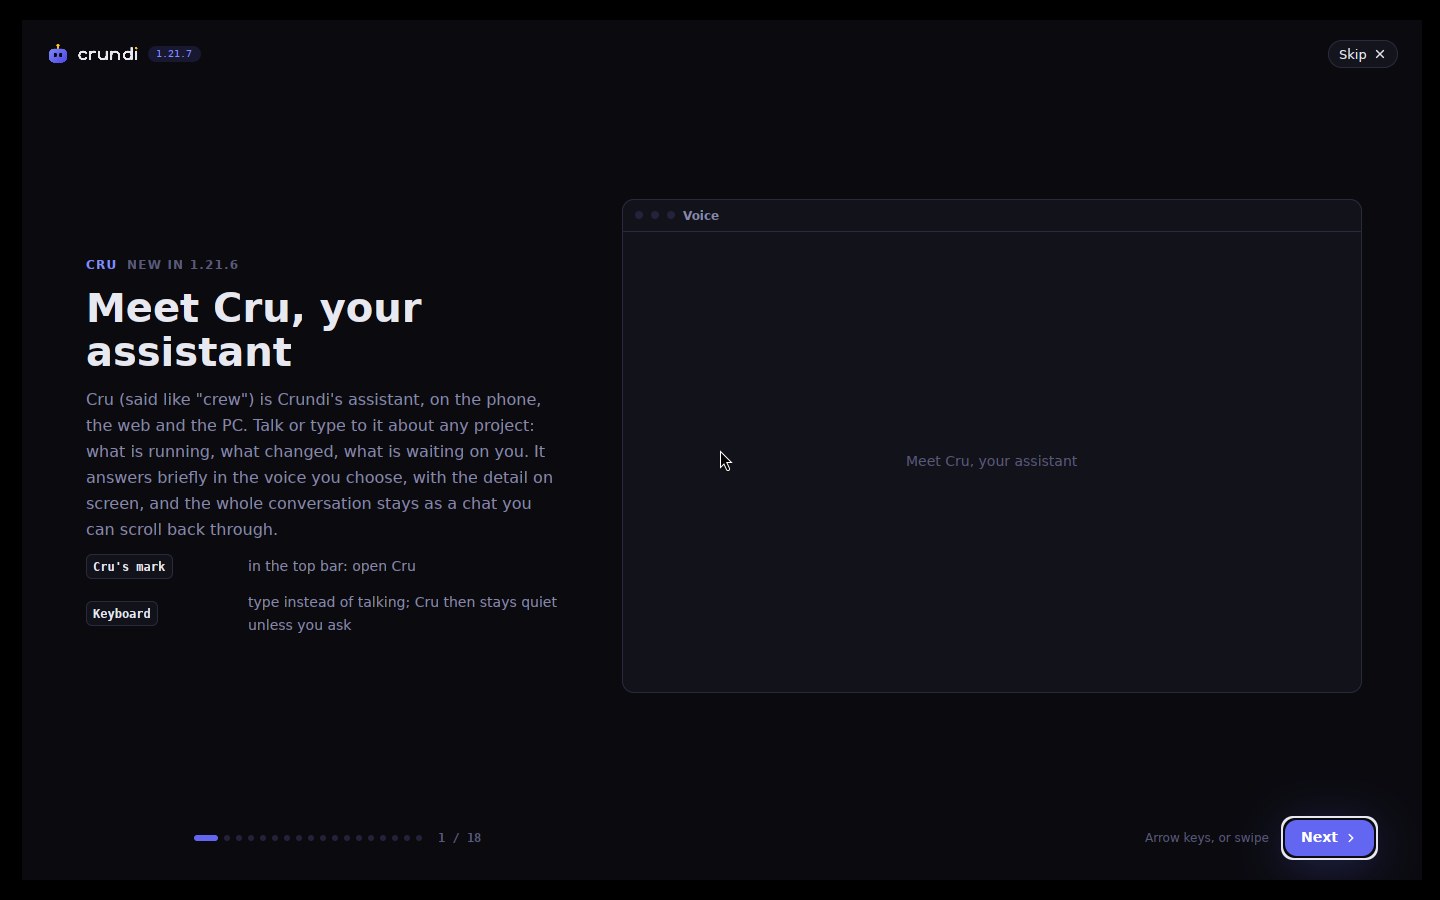 crundi 1.21.7
Skip ✕
Voice
CRU NEW IN 1.21.6
Meet Cru, your
assistant
Cru (said like "crew") is Crundi's assistant, on the phone,
the web and the PC. Talk or type to it about any project:
what is running, what changed, what is waiting on you. It
answers briefly in the voice you choose, with the detail on
screen, and the whole conversation stays as a chat you
can scroll back through.
Cru's mark in the top bar: open Cru
Keyboard type instead of talking; Cru then stays quiet
unless you ask
Meet Cru, your assistant
1 / 18
Arrow keys, or swipe
Next ›